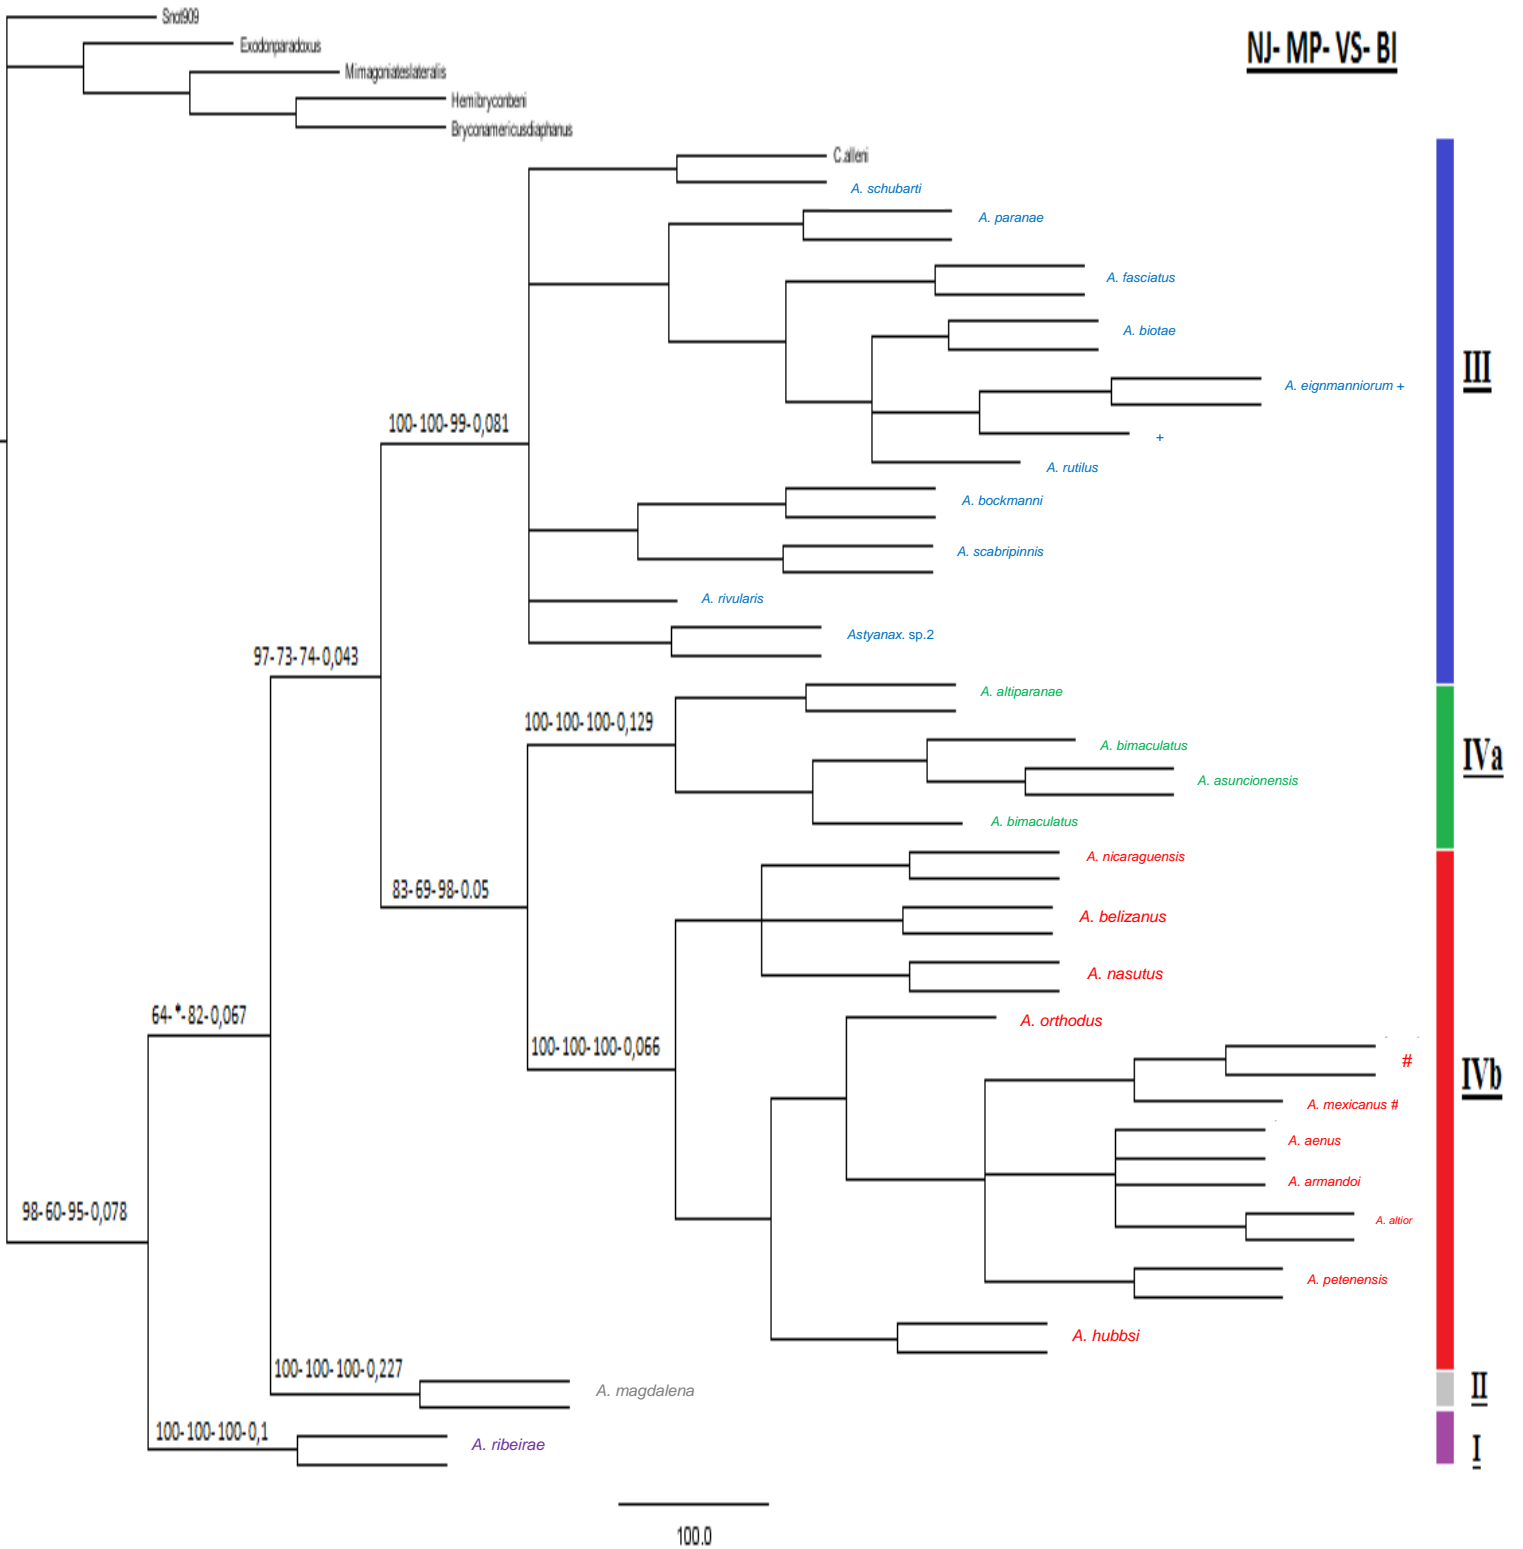 Snot909
NJ- MP- VS- BI
Exodonparadoxus
Mimagoniateslateralis
Hemibryconbeni
Bryconamericusdiaphanus
C.alleni
A. schubarti
A. paranae
A. fasciatus
A. biotae
III
A. eignmanniorum +
100-100-99-0,081
+
A. rutilus
A. bockmanni
A. scabripinnis
A. rivularis
Astyanax. sp.2
97-73-74-0,043
A. altiparanae
100-100-100-0,129
A. bimaculatus
IVa
A. asuncionensis
A. bimaculatus
A. nicaraguensis
83-69-98-0.05
A. belizanus
A. nasutus
64-*-82-0,067
A. orthodus
100-100-100-0,066
#
IVb
A. mexicanus #
A. aenus
A. armandoi
98-60-95-0,078
A. altior
A. petenensis
A. hubbsi
100-100-100-0,227
A. magdalena
II
100-100-100-0,1
A. ribeirae
I
100.0